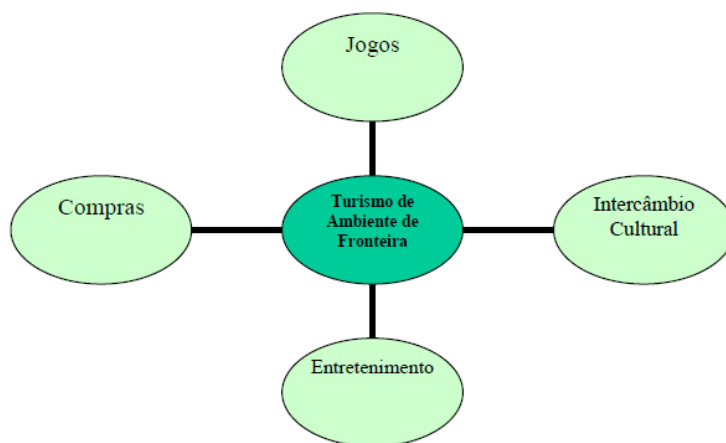 Jogos
Compras
Turismo de
Ambiente de
Fronteira
Intercâmbio
Cultural
Entretenimento